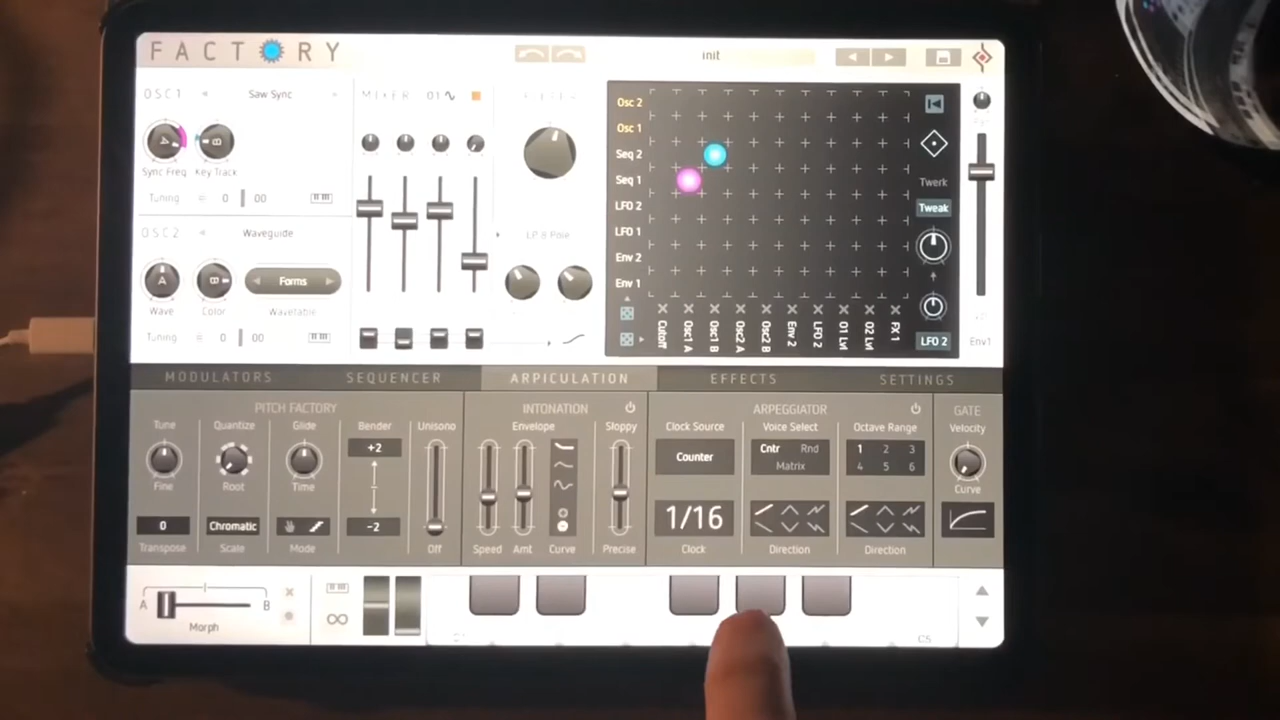 FACTORY
init
OSC1
Saw Sync
A
B
Sync Freq
Key Track
Tuning
0
00
OSC2
Waveguide
A
B
Forms
Wave
Color
Wavetable
Tuning
0
00
MIXER
01
LP 8 Pole
Osc 2
Osc 1
Seq 2
Seq 1
LFO 2
LFO 1
Env 2
Env 1
Cutoff
Osc1 A
Osc1 B
Osc2 A
Osc2 B
Env 2
LFO 2
O1 Lvl
O2 Lvl
FX 1
Twerk
Tweak
LFO 2
Env1
MODULATORS
SEQUENCER
ARPICULATION
EFFECTS
SETTINGS
PITCH FACTORY
Tune
Quantize
Glide
Bender
Unisono
+2
Fine
Root
Time
0
Chromatic
-2
Transpose
Scale
Mode
Off
INTONATION
Envelope
Sloppy
Speed
Amt
Curve
Precise
ARPEGGIATOR
Clock Source
Voice Select
Octave Range
Counter
Cntr
Rnd
Matrix
1 2 3
4 5 6
1/16
Clock
Direction
Direction
GATE
Velocity
Curve
A
B
Morph
C5